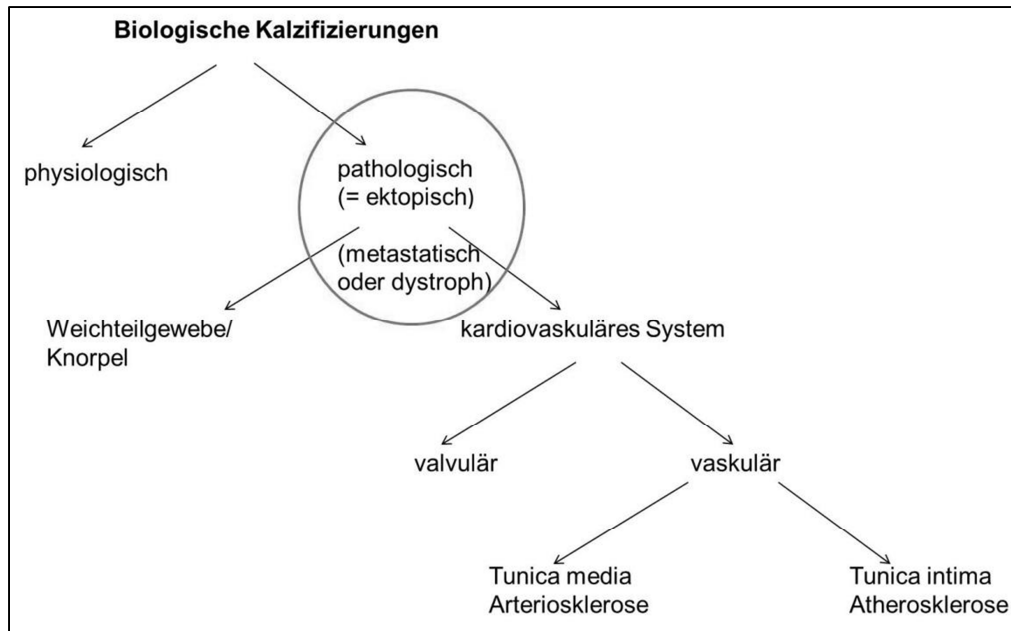 Biologische Kalzifizierungen
physiologisch
pathologisch
(= ektopisch)
(metastatisch
oder dystroph)
Weichteilgewebe/
Knorpel
kardiovaskuläres System
valvulär
vaskulär
Tunica media
Arteriosklerose
Tunica intima
Atherosklerose